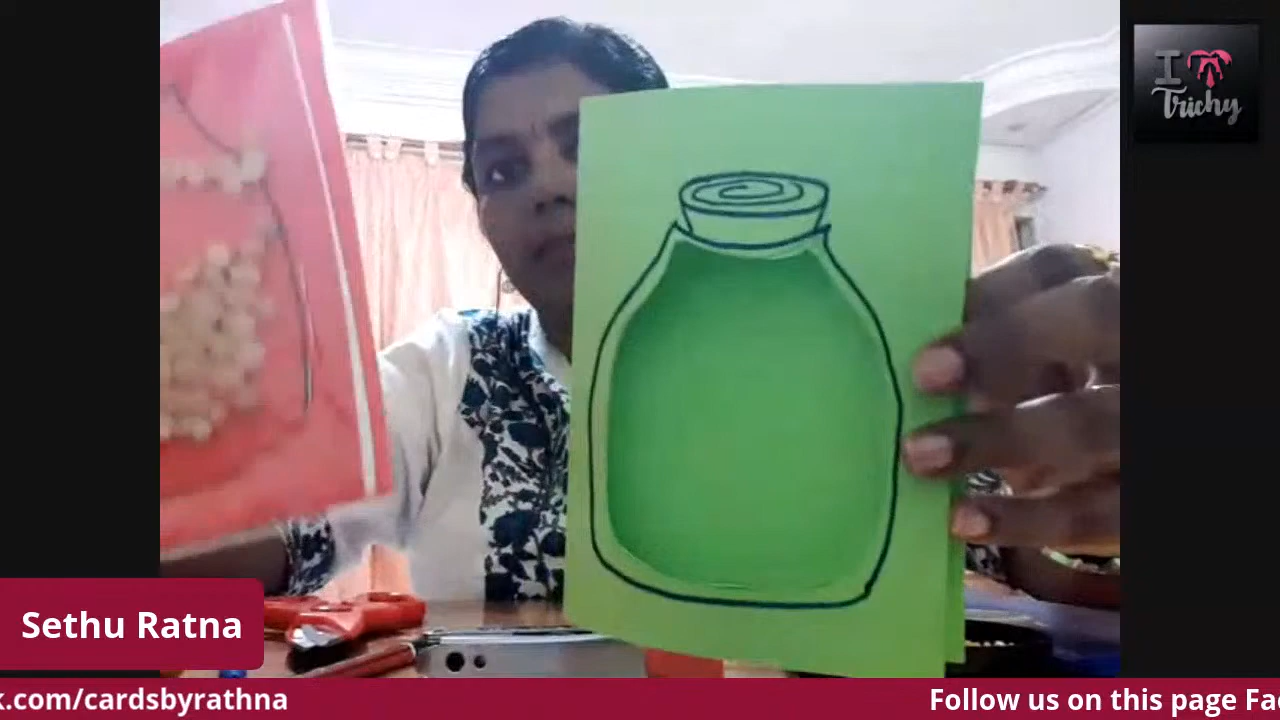 I
Trichy
Sethu Ratna
k.com/cardsbyrathna
Follow us on this page Fac